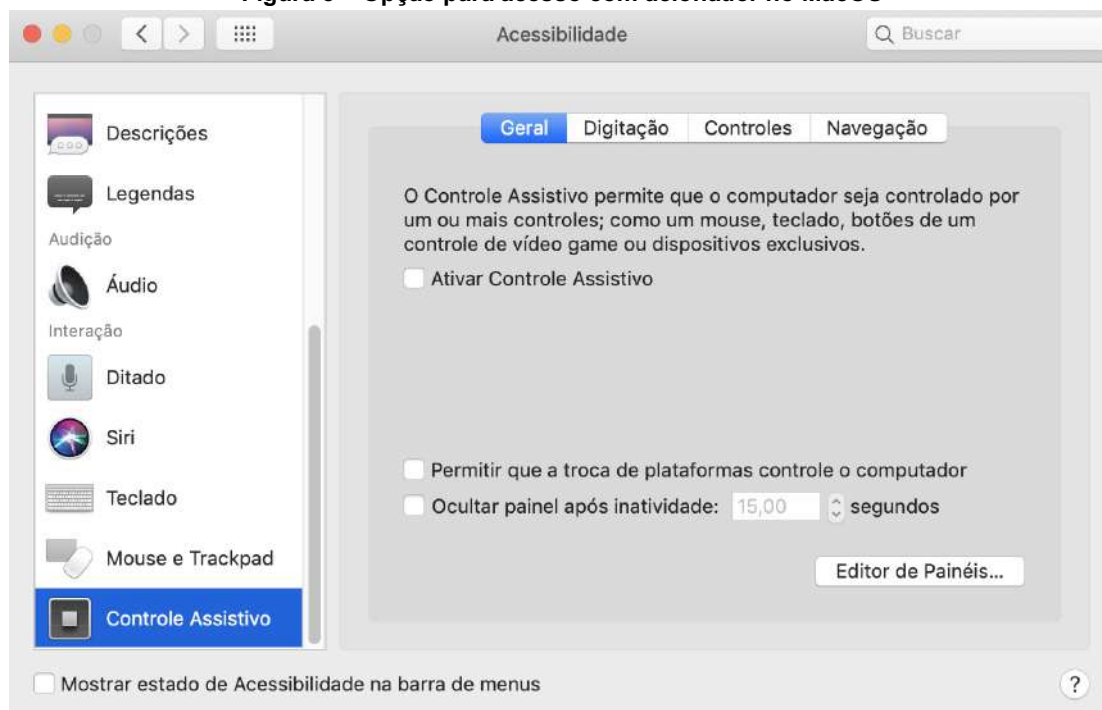 Acessibilidade
Buscar
Descrições
Legendas
Audição
Áudio
Interação
Ditado
Siri
Teclado
Mouse e Trackpad
Controle Assistivo
Geral Digitação Controles Navegação
O Controle Assistivo permite que o computador seja controlado por
um ou mais controles; como um mouse, teclado, botões de um
controle de vídeo game ou dispositivos exclusivos.
Ativar Controle Assistivo
Permitir que a troca de plataformas controle o computador
Ocultar painel após inatividade: 15,00 segundos
Editor de Painéis...
Mostrar estado de Acessibilidade na barra de menus
?